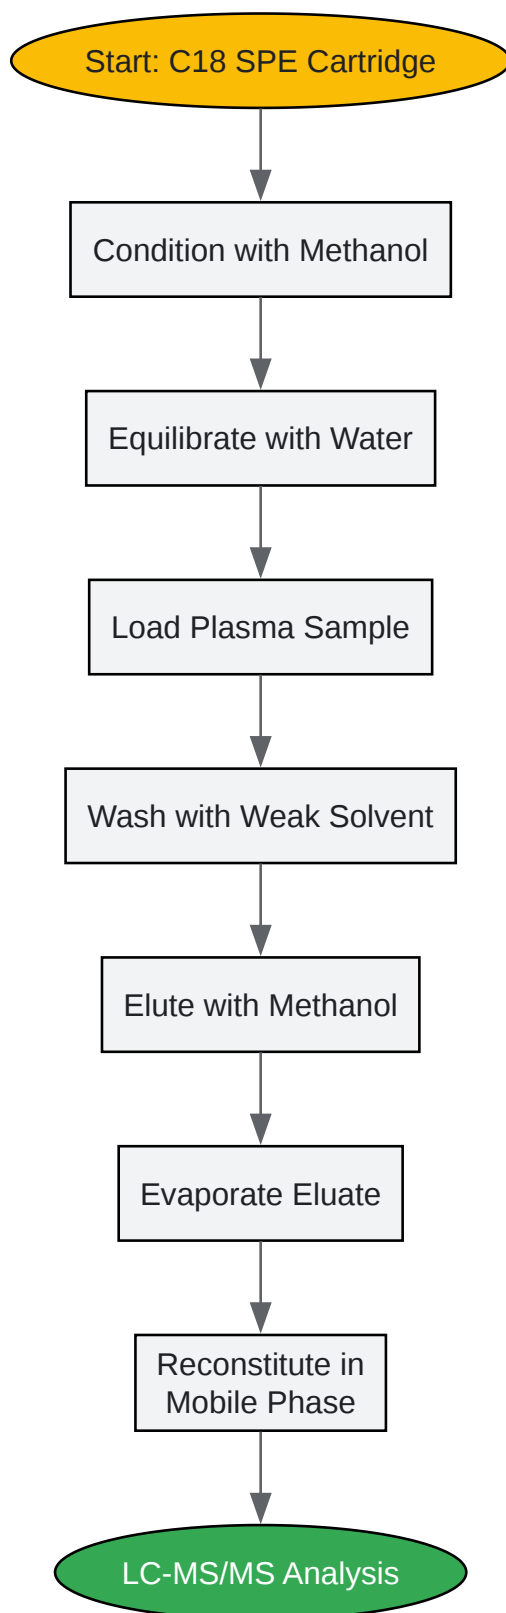 Start: C18 SPE Cartridge
Condition with Methanol
Equilibrate with Water
Load Plasma Sample
Wash with Weak Solvent
Elute with Methanol
Evaporate Eluate
Reconstitute in
Mobile Phase
LC-MS/MS Analysis